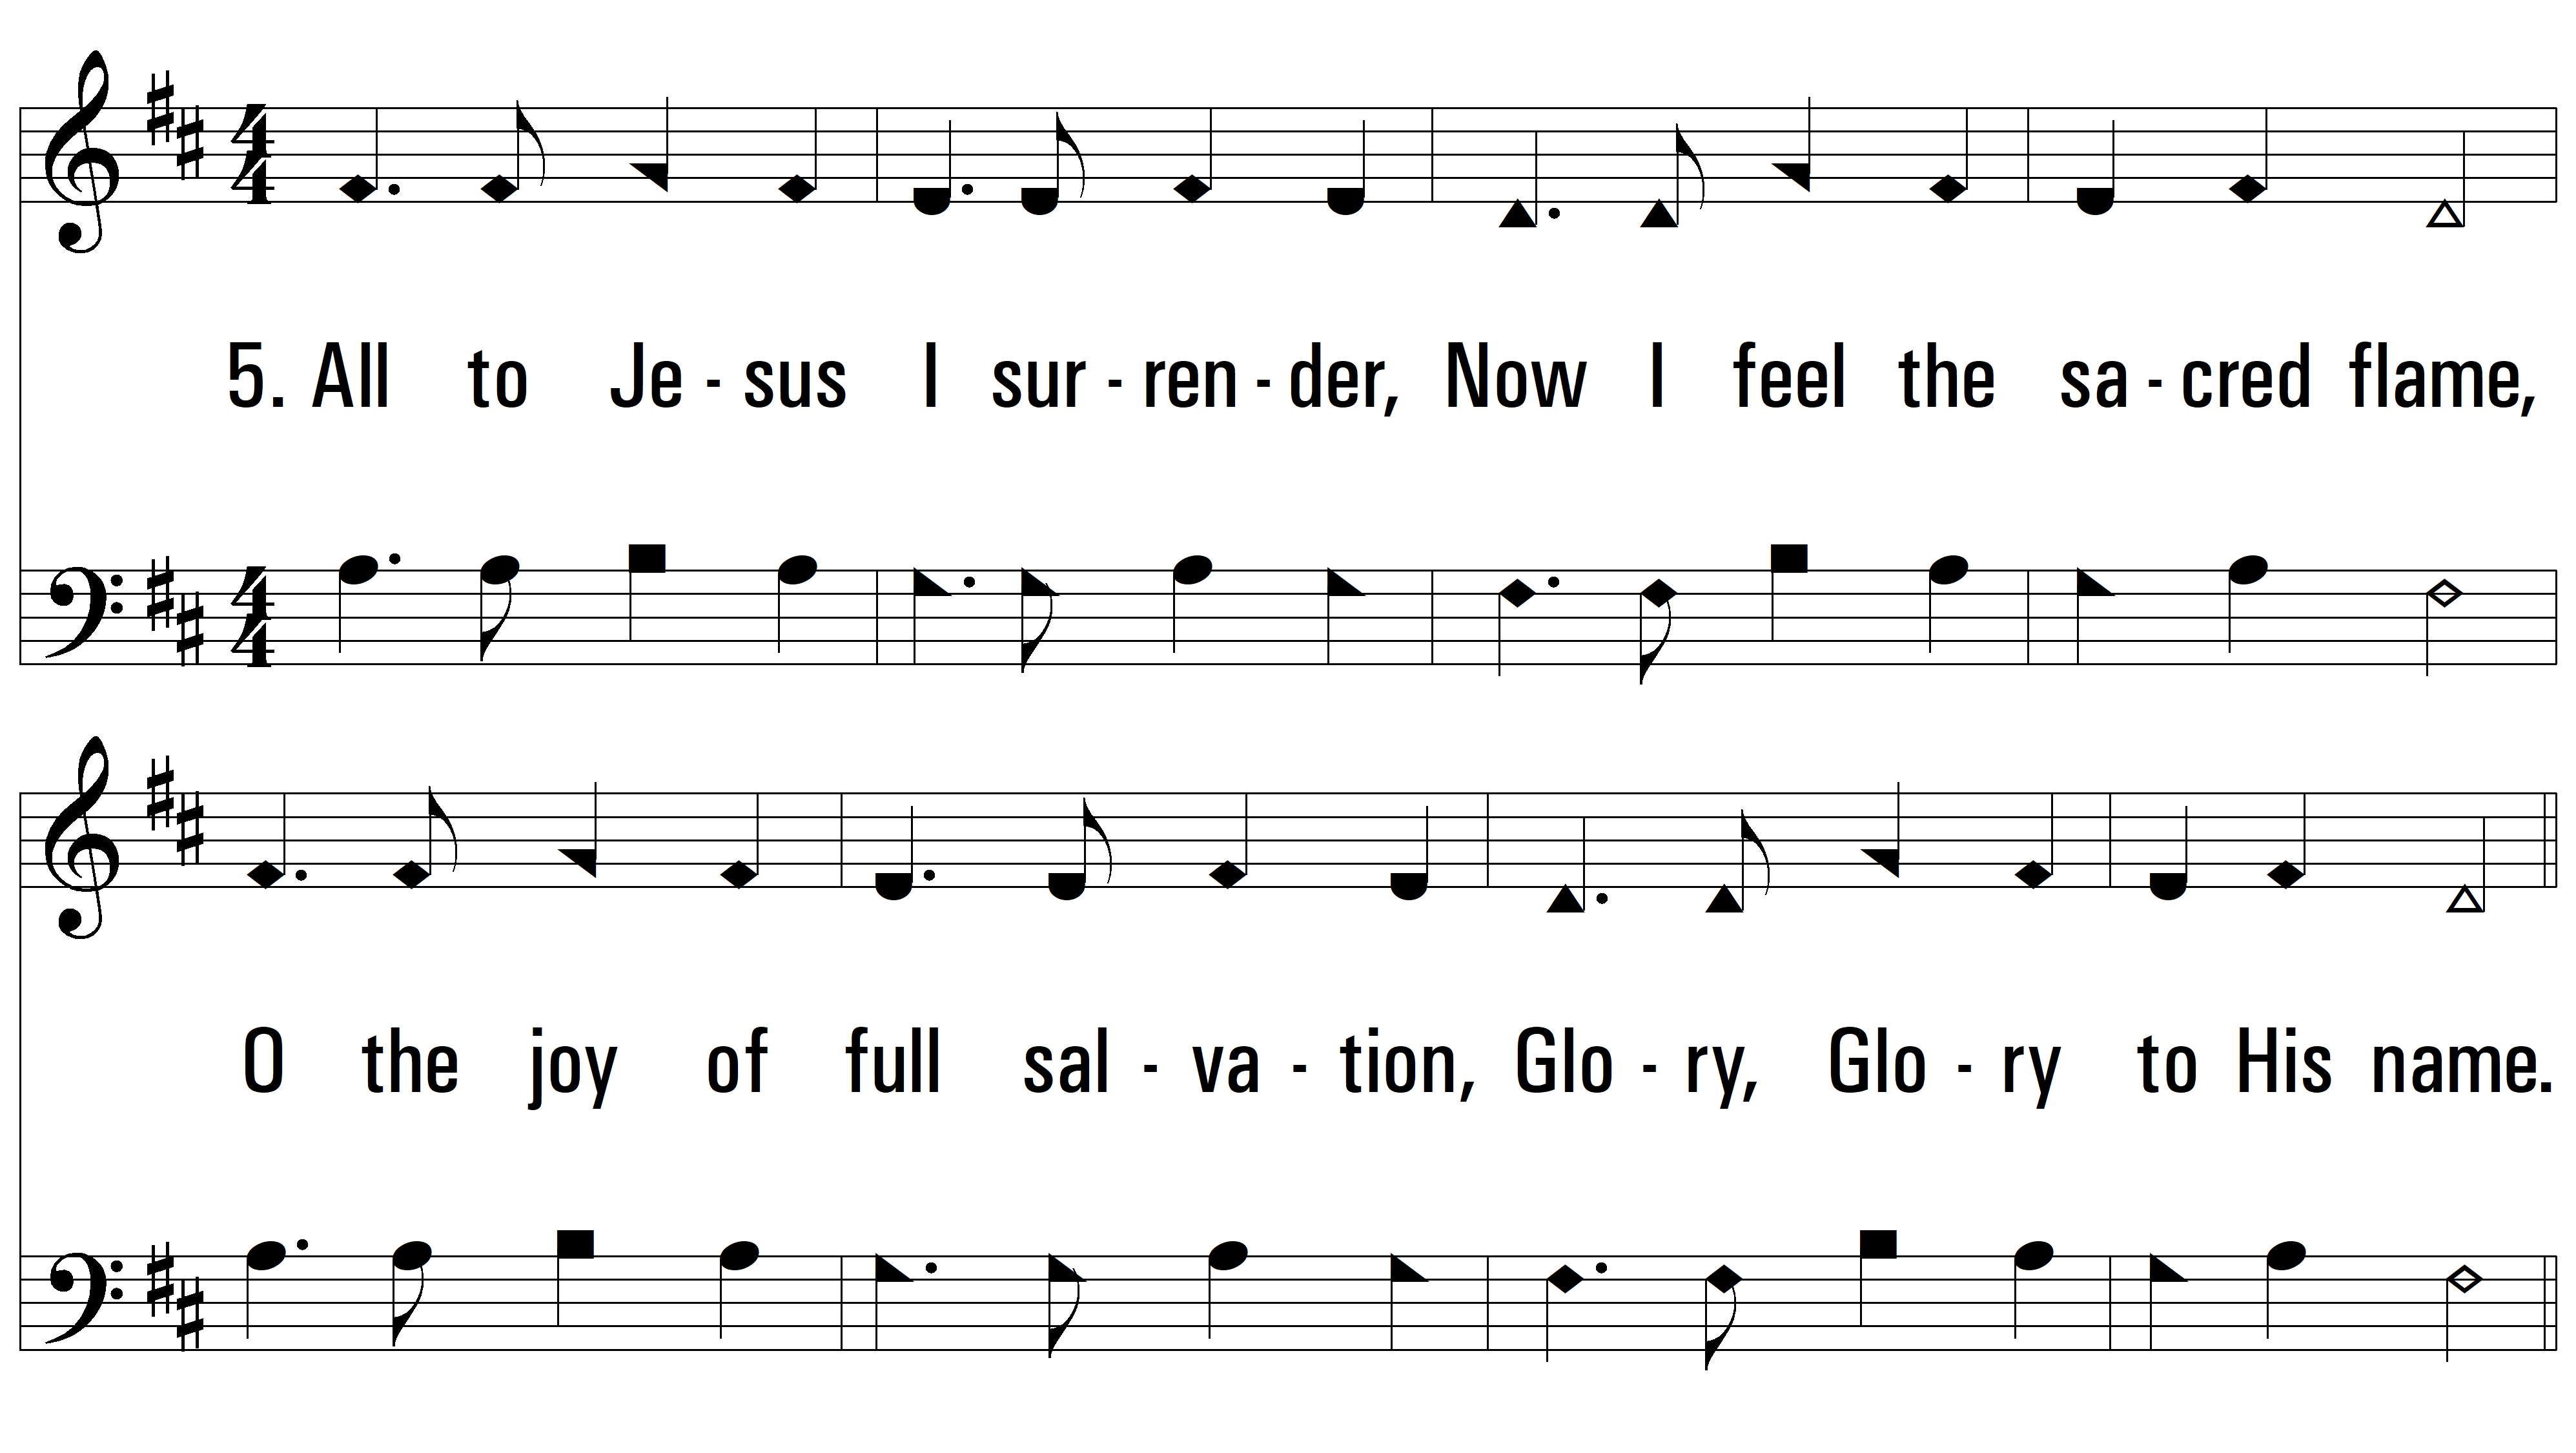 5. All to Je - sus I sur - ren - der, Now I feel the sa - cred flame,
O the joy of full sal - va - tion, Glo - ry, Glo - ry to His name.